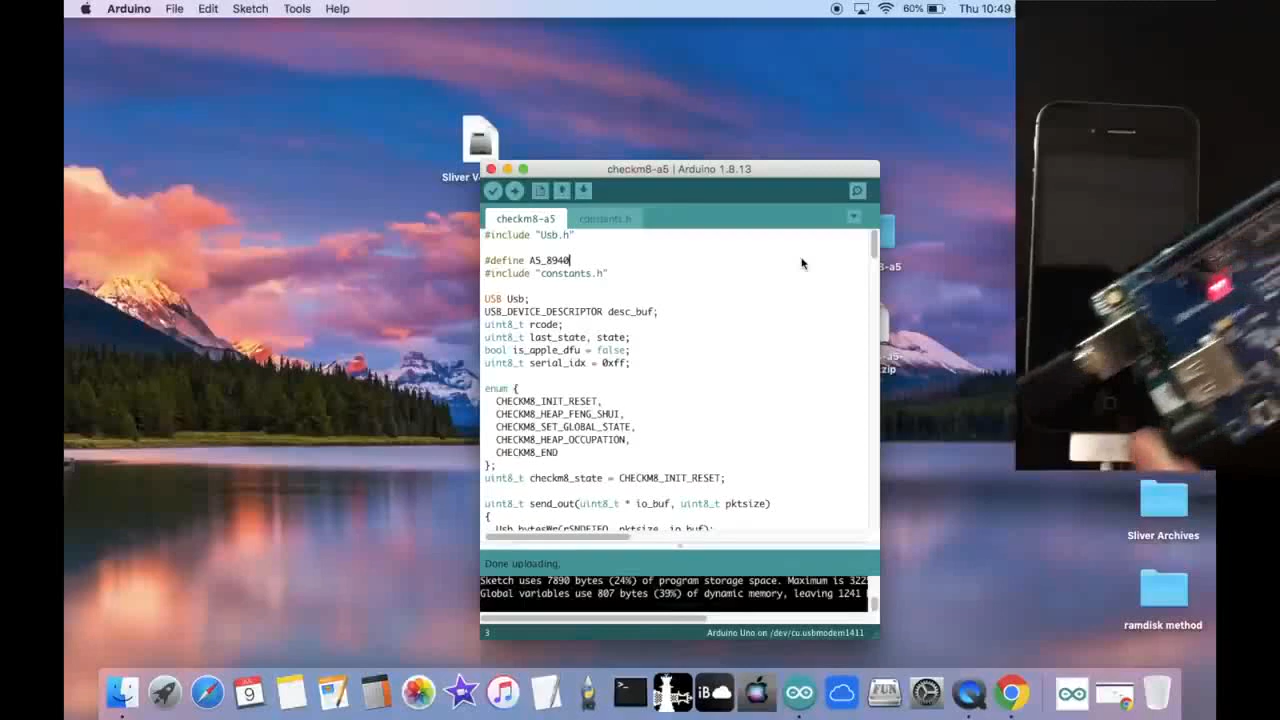 Arduino File Edit Sketch Tools Help
60% Thu 10:49
checkm8-a5 | Arduino 1.8.13
checkm8-a5 constants.h
#include "Usb.h"
#define A5_8940
#include "constants.h"
USB Usb;
USB_DEVICE_DESCRIPTOR desc_buf;
uint8_t rcode;
uint8_t last_state, state;
bool is_apple_dfu = false;
uint8_t serial_idx = 0xff;
enum {
CHECKM8_INIT_RESET,
CHECKM8_HEAP_FENG_SHUI,
CHECKM8_SET_GLOBAL_STATE,
CHECKM8_HEAP_OCCUPATION,
CHECKM8_END
};
uint8_t checkm8_state = CHECKM8_INIT_RESET;
uint8_t send_out(uint8_t * io_buf, uint8_t pktsize)
{
Done uploading.
Sketch uses 7890 bytes (24%) of program storage space. Maximum is 322
Global variables use 807 bytes (39%) of dynamic memory, leaving 1241
3
Arduino Uno on /dev/cu.usbmodem1411
Sliver
Sliver Archives
ramdisk method
JUL
9
iB
FUN